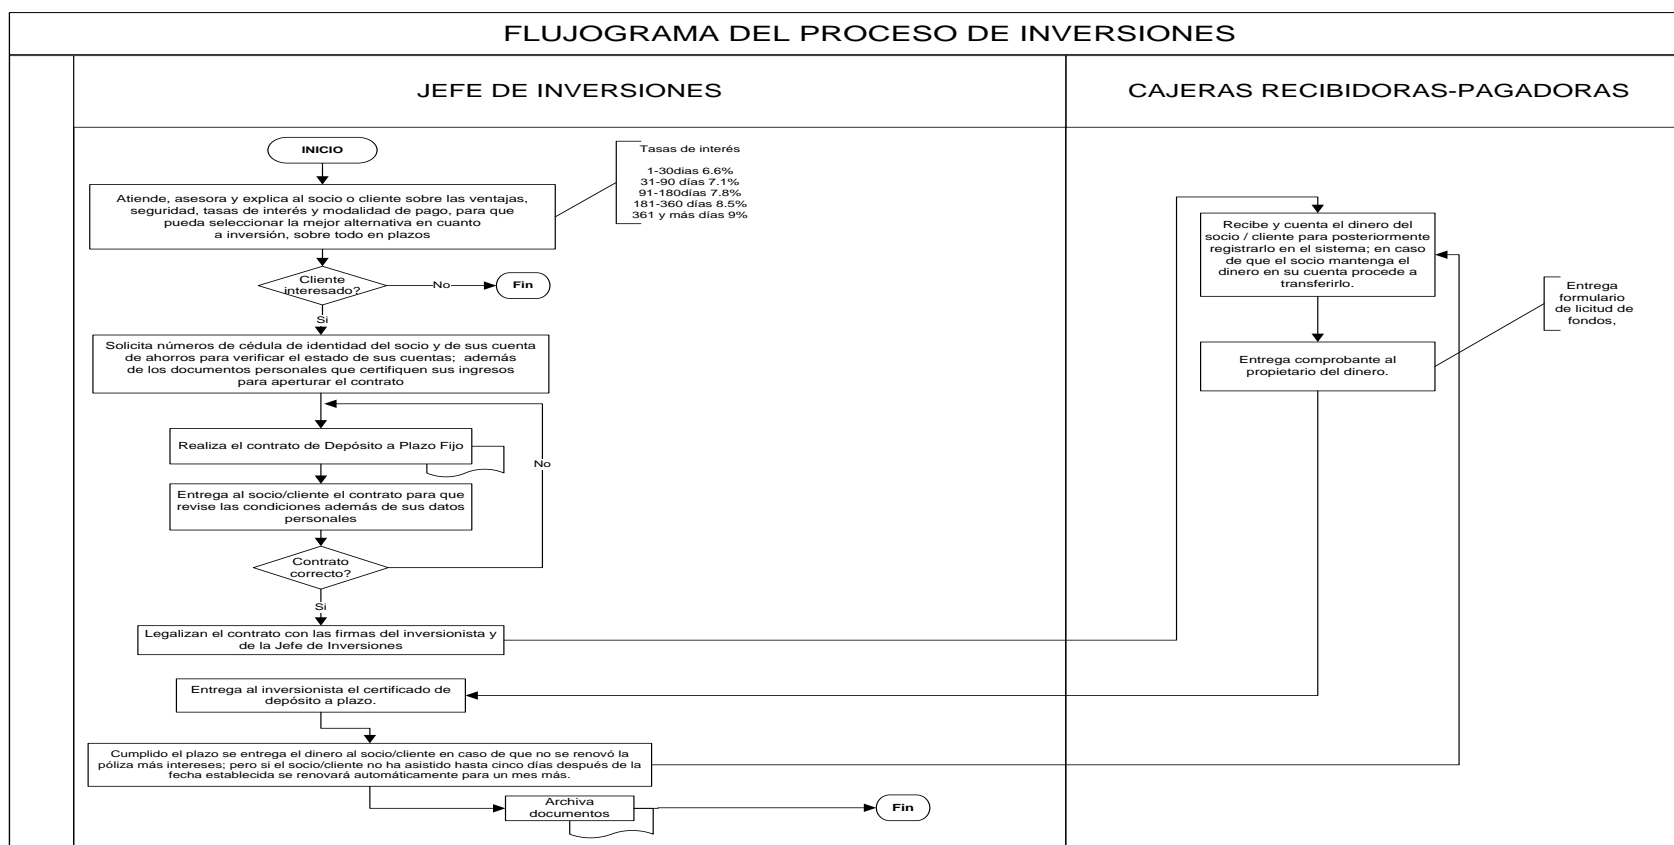 FLUJOGRAMA DEL PROCESO DE INVERSIONES
JEFE DE INVERSIONES
CAJERAS RECIBIDORAS-PAGADORAS
INICIO
Tasas de interés
1-30dias 6.6%
31-90 días 7.1%
91-180días 7.8%
181-360 días 8.5%
361 y más días 9%
Atiende, asesora y explica al socio o cliente sobre las ventajas,
seguridad, tasas de interés y modalidad de pago, para que
pueda seleccionar la mejor alternativa en cuanto
a inversión, sobre todo en plazos
Cliente
interesado?
No
Fin
Si
Solicita números de cédula de identidad del socio y de sus cuenta
de ahorros para verificar el estado de sus cuentas; además
de los documentos personales que certifiquen sus ingresos
para aperturar el contrato
Realiza el contrato de Depósito a Plazo Fijo
No
Entrega al socio/cliente el contrato para que
revise las condiciones además de sus datos
personales
Contrato
correcto?
Si
Legalizan el contrato con las firmas del inversionista y
de la Jefe de Inversiones
Recibe y cuenta el dinero del
socio / cliente para posteriormente
registrarlo en el sistema; en caso
de que el socio mantenga el
dinero en su cuenta procede a
transferirlo.
Entrega
formulario
de licitud de
fondos,
Entrega comprobante al
propietario del dinero.
Entrega al inversionista el certificado de
depósito a plazo.
Cumplido el plazo se entrega el dinero al socio/cliente en caso de que no se renovó la
póliza más intereses; pero si el socio/cliente no ha asistido hasta cinco días después de la
fecha establecida se renovará automáticamente para un mes más.
Archiva
documentos
Fin